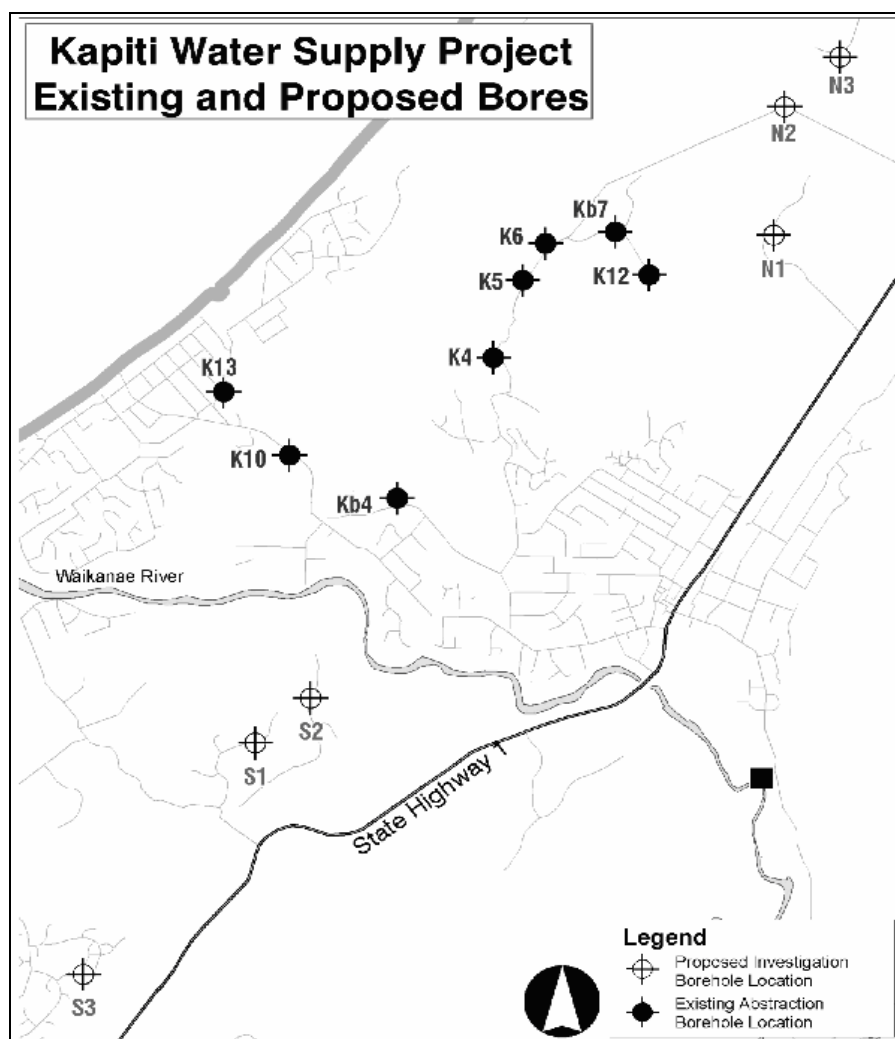 Kapiti Water Supply Project
Existing and Proposed Bores
N3
N2
Kb7
K6
N1
K12
K5
K4
K13
K10
Kb4
Waikanae River
S2
S1
State Highway 1
S3
Legend
Proposed Investigation
Borehole Location
Existing Abstraction
Borehole Location